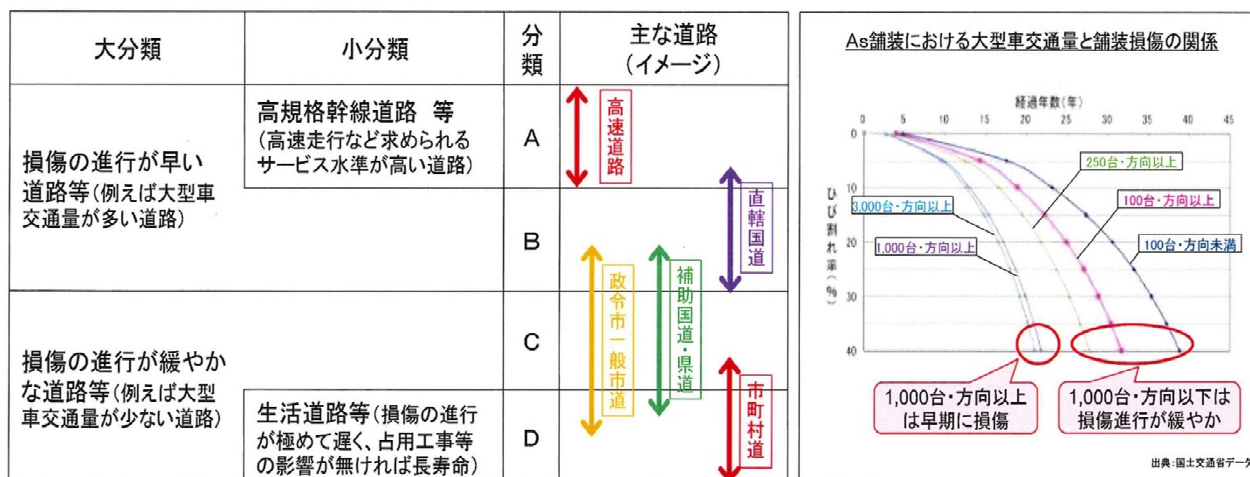 大分類
小分類
分
類
主な道路
(イメージ)
損傷の進行が早い
道路等(例えば大型車
交通量が多い道路)
高規格幹線道路 等
(高速走行など求められる
サービス水準が高い道路)
A
B
高速道路
直轄国道
政令市一般市道
補助国道・県道
市町村道
損傷の進行が緩やか
な道路等(例えば大型
車交通量が少ない道路)
C
生活道路等(損傷の進行
が極めて遅く、占用工事等
の影響が無ければ長寿命)
D
As舗装における大型車交通量と舗装損傷の関係
経過年数(年)
0 5 10 15 20 25 30 35 40 45
ひび割れ率(%)
0
10
20
30
40
250台・方向以上
3,000台・方向以上
100台・方向以上
1,000台・方向以上
100台・方向未満
1,000台・方向以上
は早期に損傷
1,000台・方向以下は
損傷進行が緩やか
出典:国土交通省データ